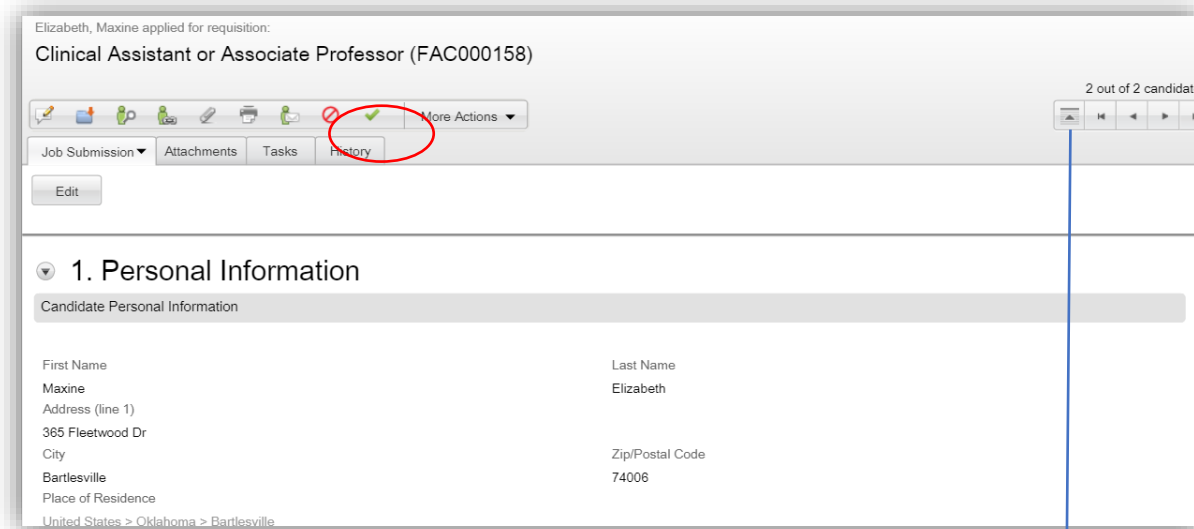 Elizabeth, Maxine applied for requisition:
Clinical Assistant or Associate Professor (FAC000158)
2 out of 2 candidat
More Actions
Job Submission Attachments Tasks History
Edit
1. Personal Information
Candidate Personal Information
First Name Last Name
Maxine Elizabeth
Address (line 1)
365 Fleetwood Dr
City Zip/Postal Code
Bartlesville 74006
Place of Residence
United States > Oklahoma > Bartlesville